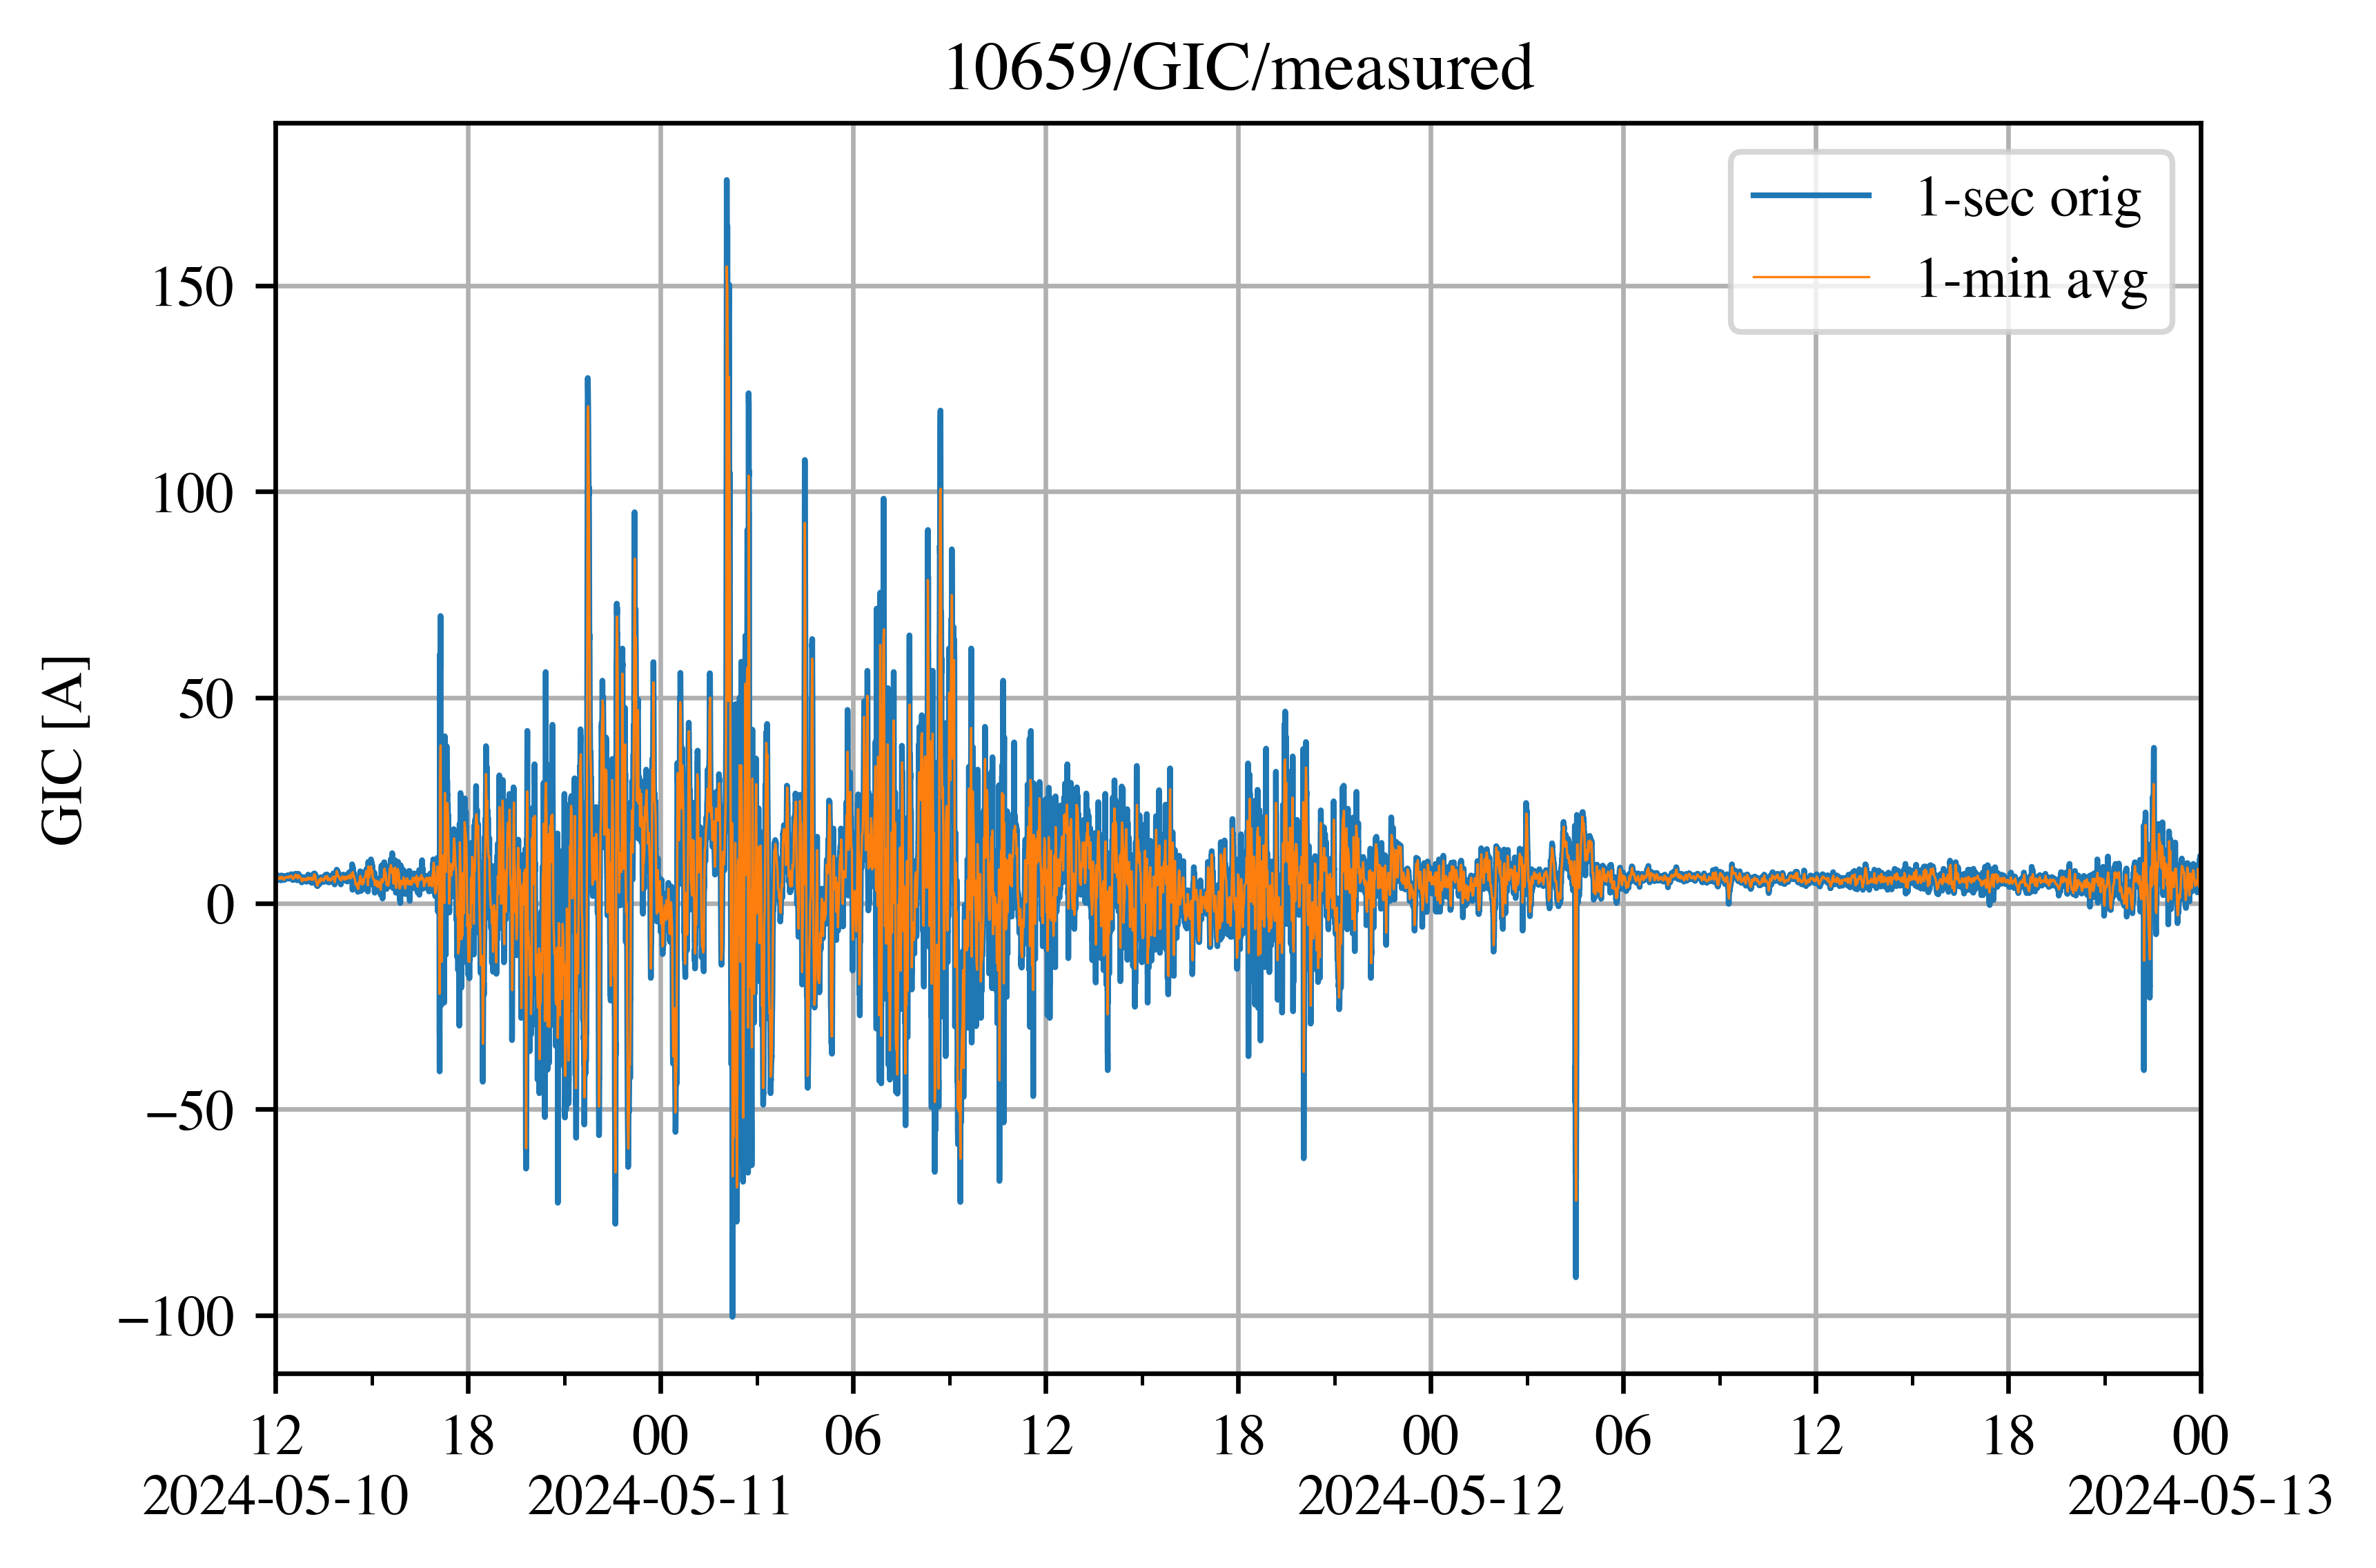 10659/GIC/measured
1-sec orig
1-min avg
GIC [A]
150
100
50
0
−50
−100
12 18 00 06 12 18 00 06 12 18 00
2024-05-10 2024-05-11 2024-05-12 2024-05-13